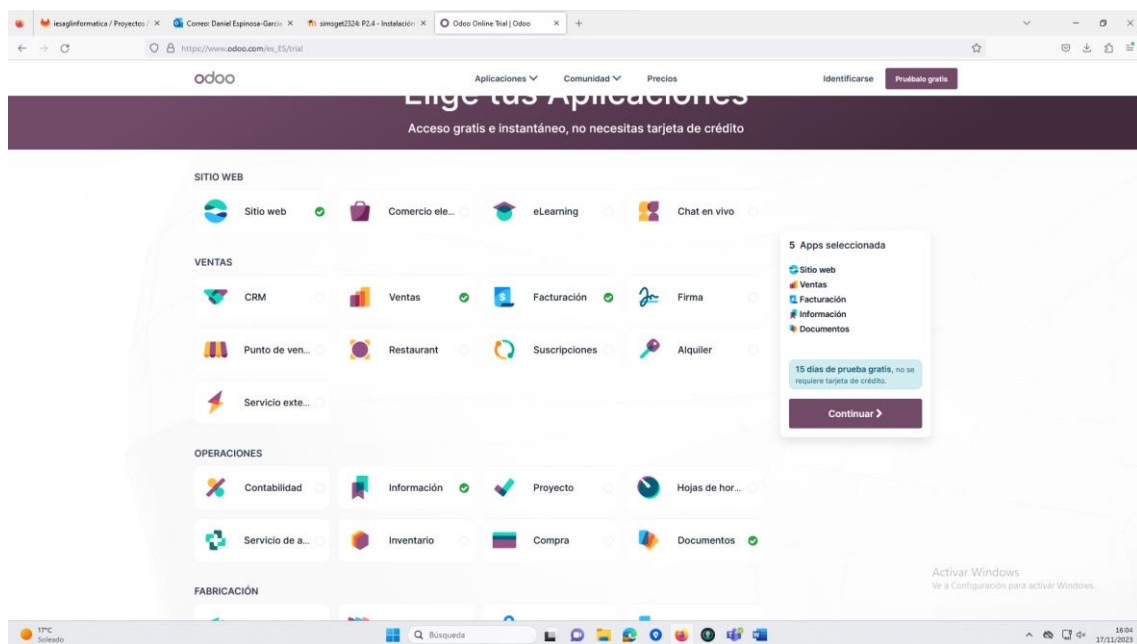 iesaglinformatica / Proyectos /
Correo: Daniel Espinosa-García
simsget2324: P2.4 - Instalación
Odoo Online Trial | Odoo
https://www.odoo.com/es_ES/trial
odoo
Aplicaciones
Comunidad
Precios
Identificarse
Pruébalo gratis
Elige tus Aplicaciones
Acceso gratis e instantáneo, no necesitas tarjeta de crédito
SITIO WEB
Sitio web
Comercio ele...
eLearning
Chat en vivo
VENTAS
CRM
Ventas
Facturación
Firma
Punto de ven...
Restaurant
Suscripciones
Alquiler
Servicio exte...
OPERACIONES
Contabilidad
Información
Proyecto
Hojas de hor...
Servicio de a...
Inventario
Compra
Documentos
FABRICACIÓN
5 Apps seleccionada
Sitio web
Ventas
Facturación
Información
Documentos
15 días de prueba gratis, no se
requiere tarjeta de crédito.
Continuar
Activar Windows
Ve a Configuración para activar Windows.
17°C
Soleado
Búsqueda
16:04
17/11/2023